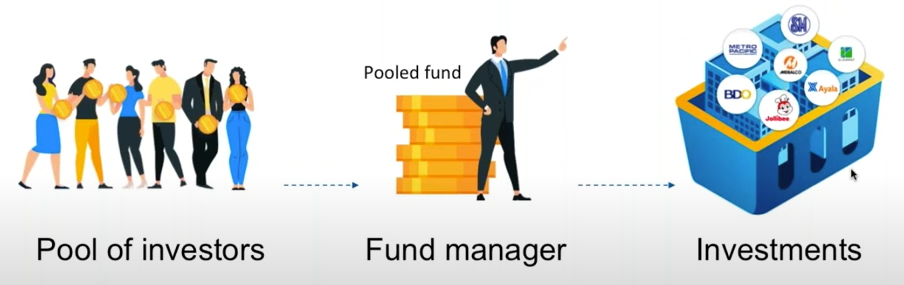 Pooled fund
SM
METRO
PACIFIC
MERALCO
BDO
Ayala
Jollibee
Pool of investors
Fund manager
Investments